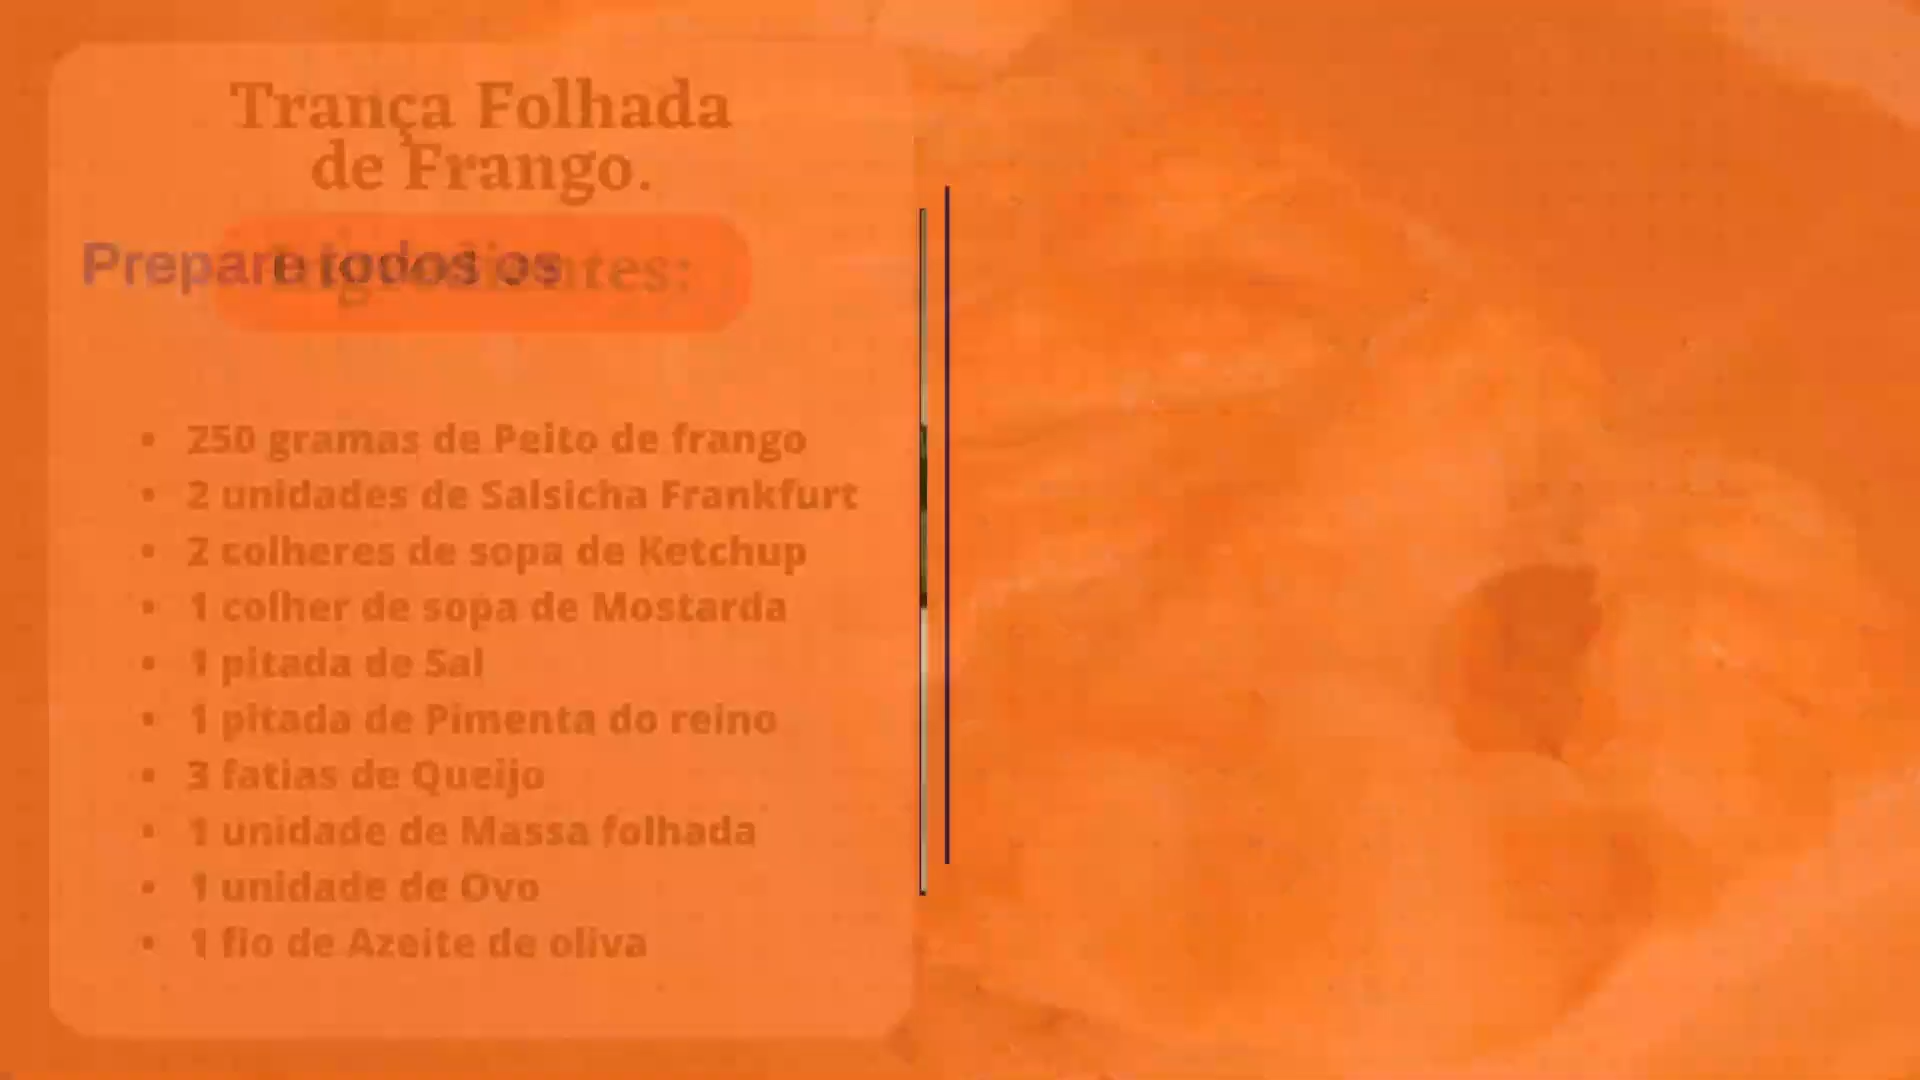 Trança Folhada
de Frango.
Prepare todos os
Ingredientes:
• 250 gramas de Peito de frango
• 2 unidades de Salsicha Frankfurt
• 2 colheres de sopa de Ketchup
• 1 colher de sopa de Mostarda
• 1 pitada de Sal
• 1 pitada de Pimenta do reino
• 3 fatias de Queijo
• 1 unidade de Massa folhada
• 1 unidade de Ovo
• 1 fio de Azeite de oliva